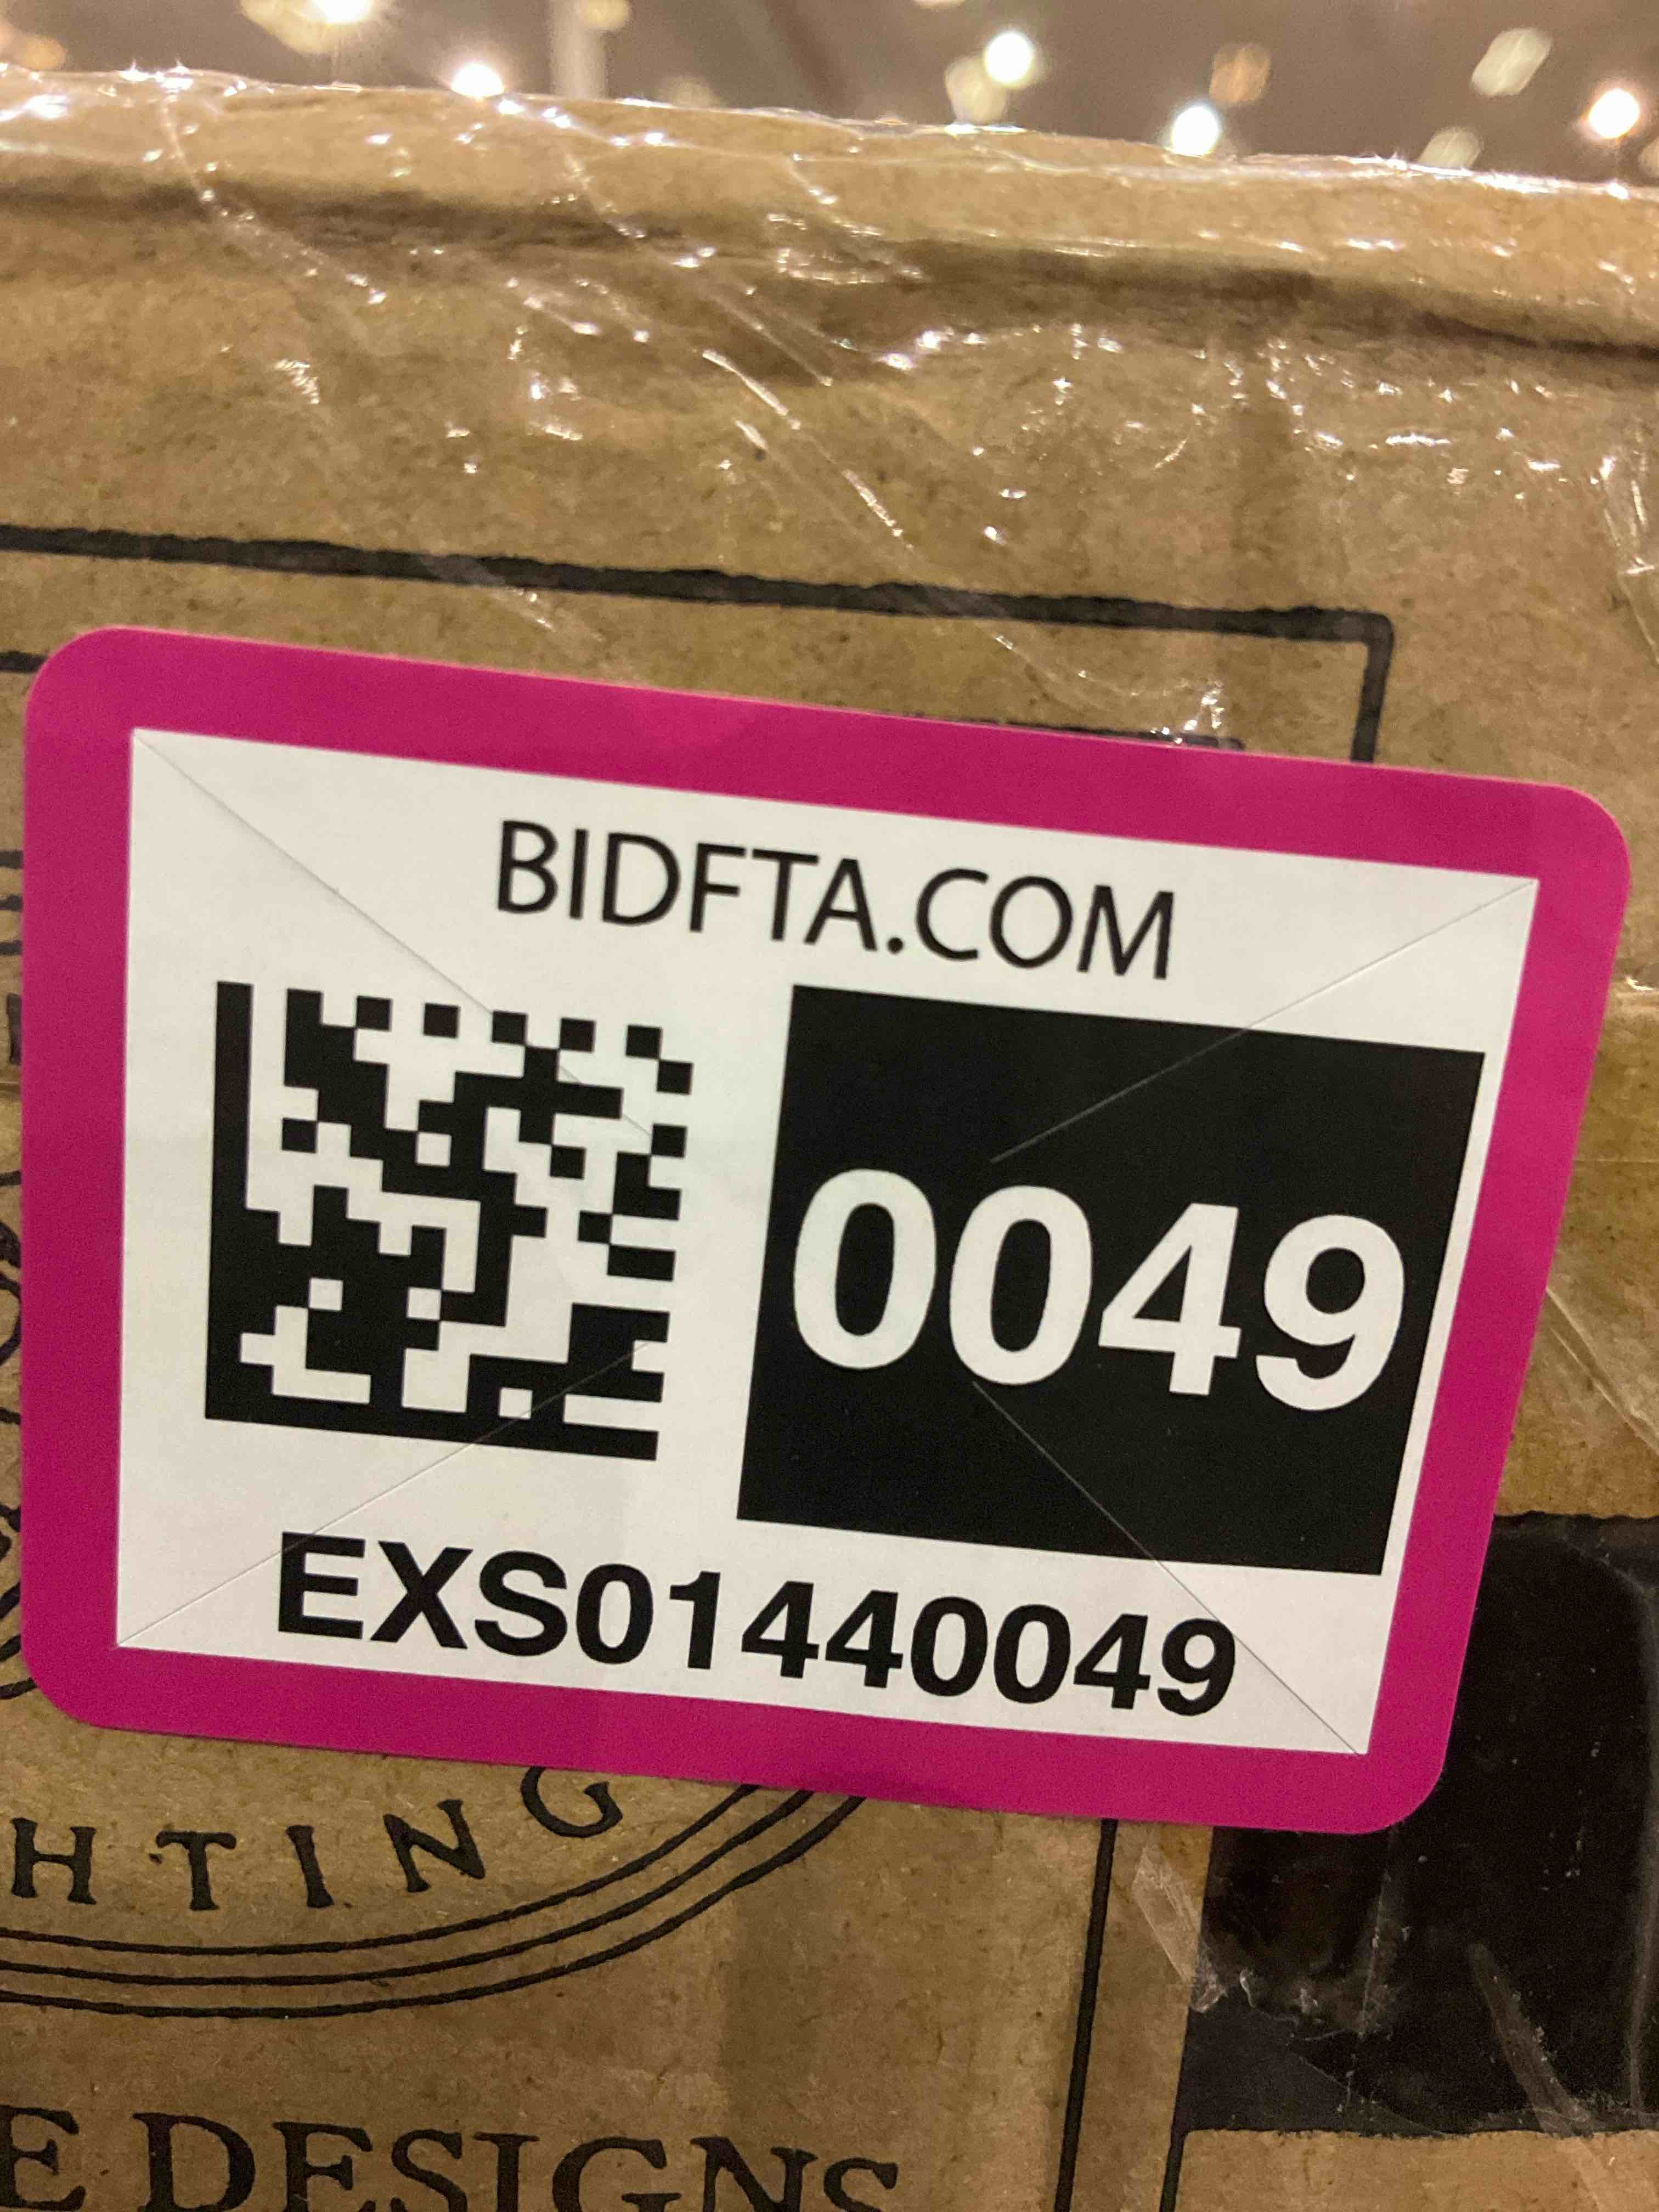 BIDFTA.COM
0049
EXS01440049
HTING
E DESIGNS